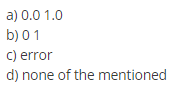 a) 0.0 1.0
b) 0 1
c) error
d) none of the mentioned